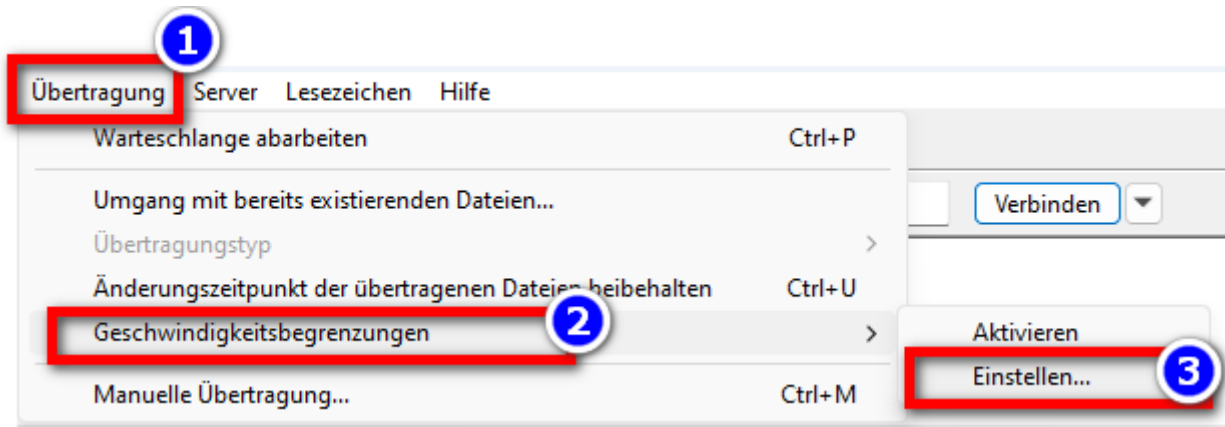 1
Übertragung Server Lesezeichen Hilfe
Warteschlange abarbeiten Ctrl+P
Umgang mit bereits existierenden Dateien...
Verbinden
Übertragungstyp
Änderungszeitpunkt der übertragenen Dateien beibehalten Ctrl+U
2
Geschwindigkeitsbegrenzungen
Aktivieren
Einstellen...
3
Manuelle Übertragung... Ctrl+M